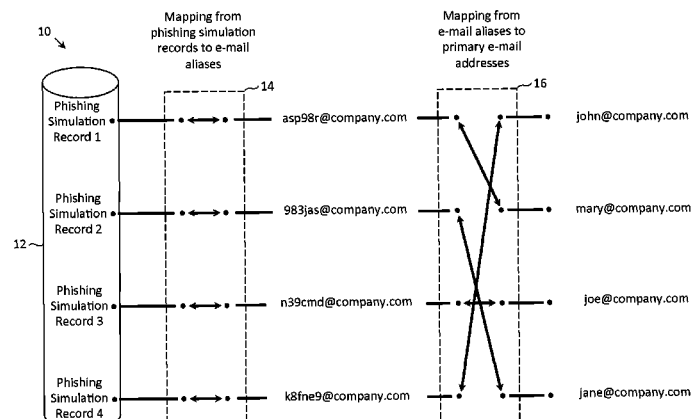 10
Mapping from
phishing simulation
records to e-mail
aliases
Mapping from
e-mail aliases to
primary e-mail
addresses
14
16
Phishing
Simulation
Record 1
asp98r@company.com
john@company.com
Phishing
Simulation
Record 2
983jas@company.com
mary@company.com
12
Phishing
Simulation
Record 3
n39cmd@company.com
joe@company.com
Phishing
Simulation
Record 4
k8fne9@company.com
jane@company.com